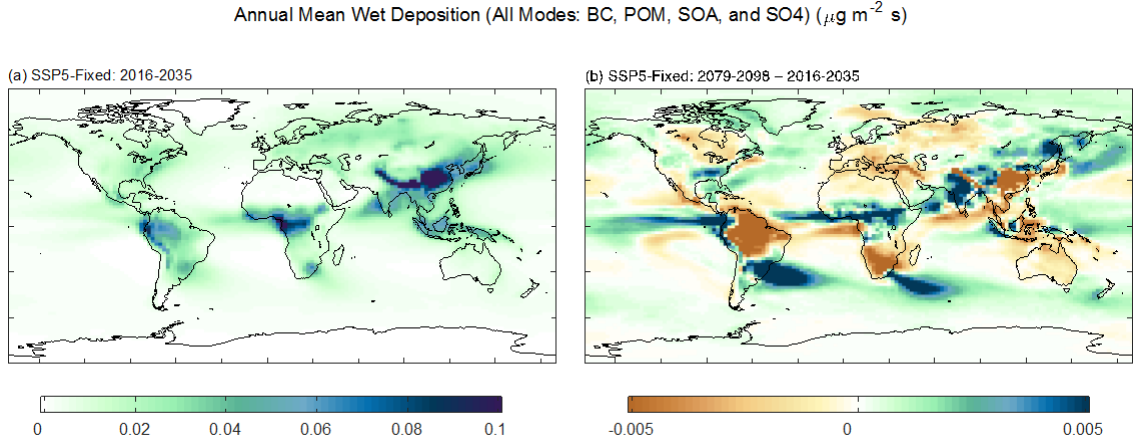 Annual Mean Wet Deposition (All Modes: BC, POM, SOA, and SO4) (μg m⁻² s)
(a) SSP5-Fixed: 2016-2035
(b) SSP5-Fixed: 2079-2098 – 2016-2035
0 0.02 0.04 0.06 0.08 0.1
-0.005 0 0.005